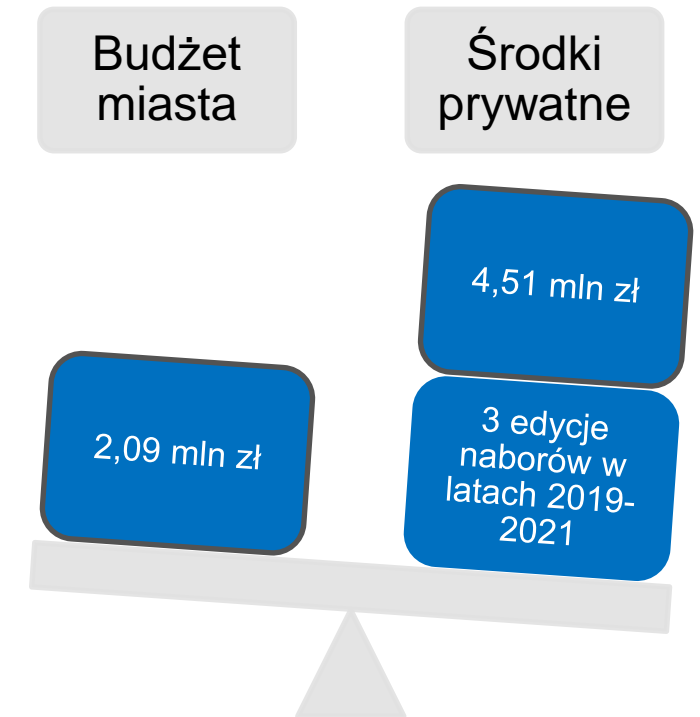 Budżet
miasta
Środki
prywatne
4,51 mln zł
2,09 mln zł
3 edycje
naborów w
latach 2019-
2021